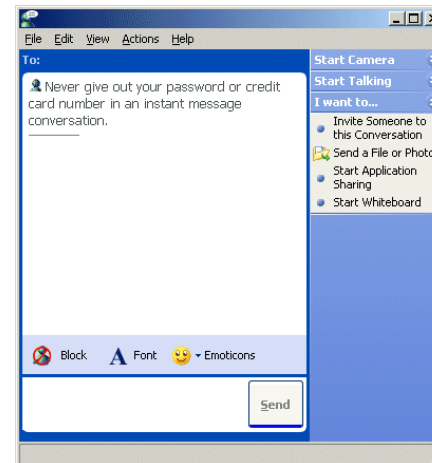 File Edit View Actions Help
To:
Never give out your password or credit
card number in an instant message
conversation.
Block Font Emoticons
Send
Start Camera
Start Talking
I want to...
Invite Someone to
this Conversation
Send a File or Photo
Start Application
Sharing
Start Whiteboard